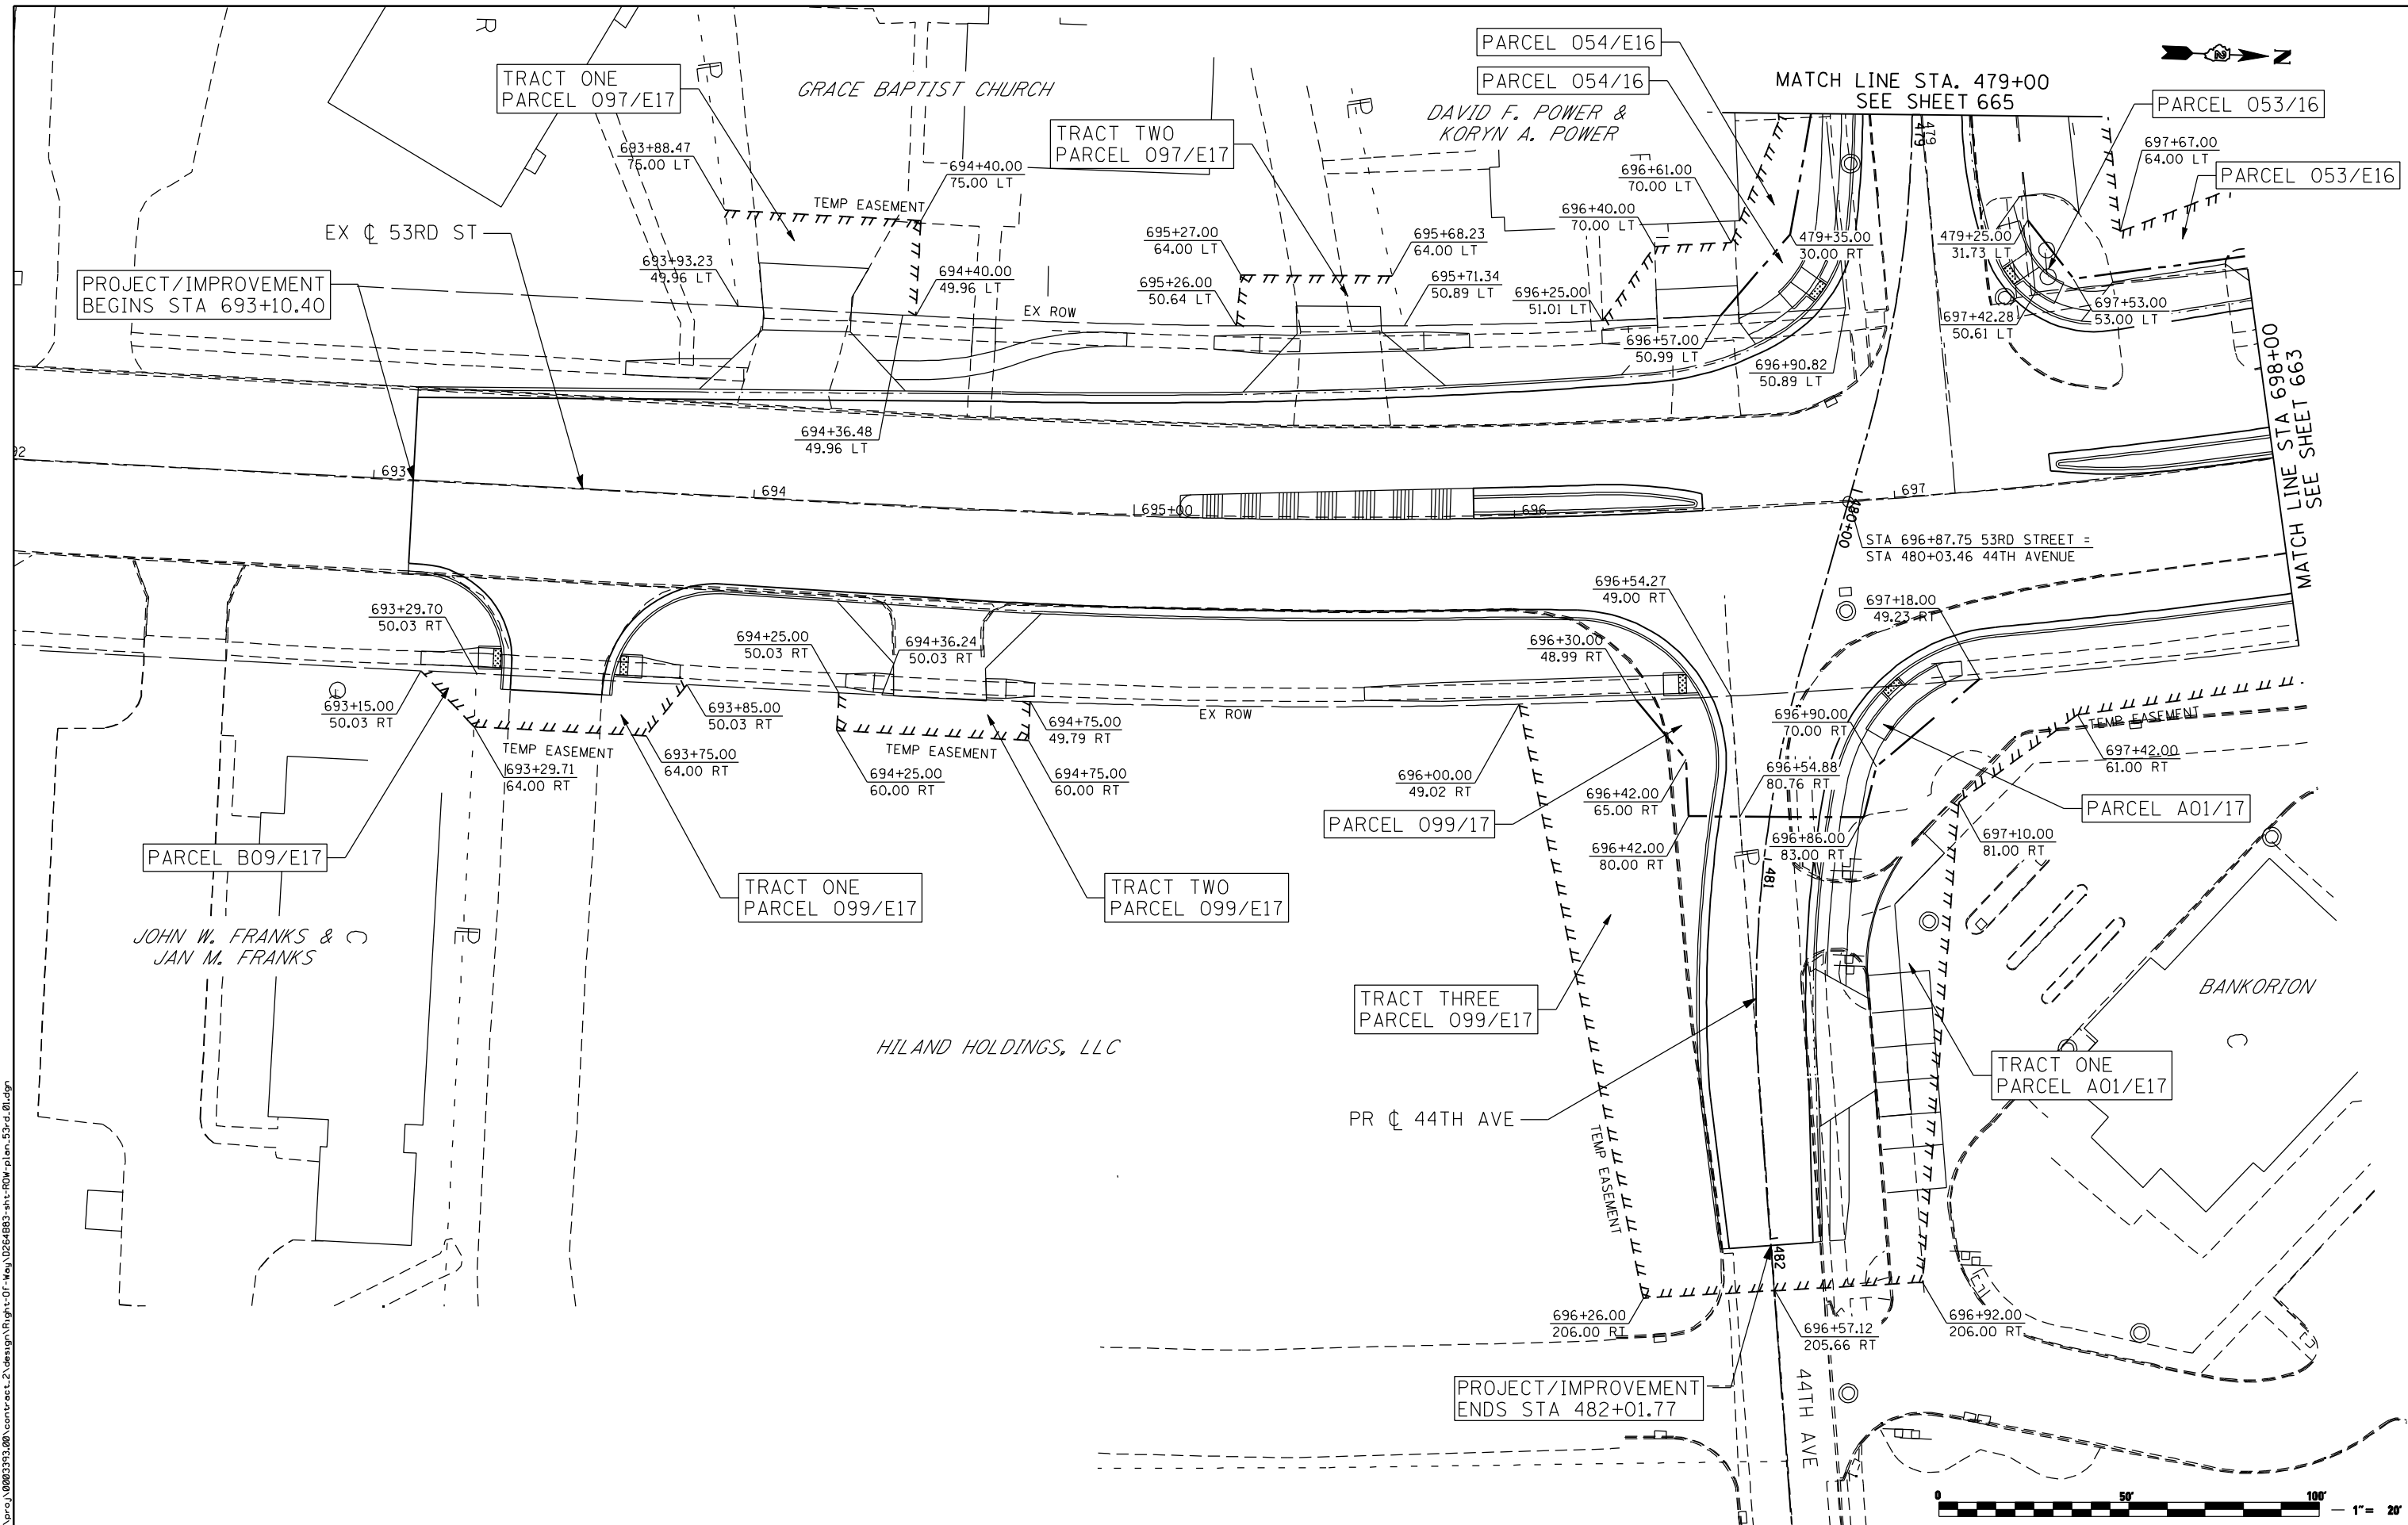 R
TRACT ONE
PARCEL 097/E17
P
GRACE BAPTIST CHURCH
TRACT TWO
PARCEL 097/E17
P
DAVID F. POWER &
KORYN A. POWER
PARCEL 054/E16
PARCEL 054/16
MATCH LINE STA. 479+00
SEE SHEET 665
N
PARCEL 053/16
PARCEL 053/E16
479
479
697+67.00
64.00 LT
693+88.47
75.00 LT
694+40.00
75.00 LT
TEMP EASEMENT
EX ℄ 53RD ST
PROJECT/IMPROVEMENT
BEGINS STA 693+10.40
693+93.23
49.96 LT
694+40.00
49.96 LT
EX ROW
695+27.00
64.00 LT
695+68.23
64.00 LT
695+26.00
50.64 LT
695+71.34
50.89 LT
696+61.00
70.00 LT
696+40.00
70.00 LT
696+25.00
51.01 LT
696+57.00
50.99 LT
696+90.82
50.89 LT
479+35.00
30.00 RT
479+25.00
31.73 LT
697+42.28
50.61 LT
697+53.00
53.00 LT
694+36.48
49.96 LT
MATCH LINE STA 698+00
SEE SHEET 663
92
693
694
695+00
696
697
480+00
STA 696+87.75 53RD STREET =
STA 480+03.46 44TH AVENUE
693+29.70
50.03 RT
694+25.00
50.03 RT
694+36.24
50.03 RT
696+54.27
49.00 RT
696+30.00
48.99 RT
697+18.00
49.23 RT
693+15.00
50.03 RT
693+85.00
50.03 RT
694+75.00
49.79 RT
EX ROW
TEMP EASEMENT
693+29.71
64.00 RT
693+75.00
64.00 RT
TEMP EASEMENT
694+25.00
60.00 RT
694+75.00
60.00 RT
696+00.00
49.02 RT
696+42.00
65.00 RT
696+42.00
80.00 RT
696+90.00
70.00 RT
696+54.88
80.76 RT
696+86.00
83.00 RT
TEMP EASEMENT
697+42.00
61.00 RT
697+10.00
81.00 RT
PARCEL A01/17
PARCEL 099/17
PARCEL B09/E17
TRACT ONE
PARCEL 099/E17
TRACT TWO
PARCEL 099/E17
P
481
JOHN W. FRANKS &
JAN M. FRANKS
C
P
HILAND HOLDINGS, LLC
TRACT THREE
PARCEL 099/E17
BANKORION
C
TRACT ONE
PARCEL A01/E17
PR ℄ 44TH AVE
TEMP EASEMENT
482
696+26.00
206.00 RT
696+57.12
205.66 RT
696+92.00
206.00 RT
PROJECT/IMPROVEMENT
ENDS STA 482+01.77
44TH AVE
0 50' 100'
1" = 20'